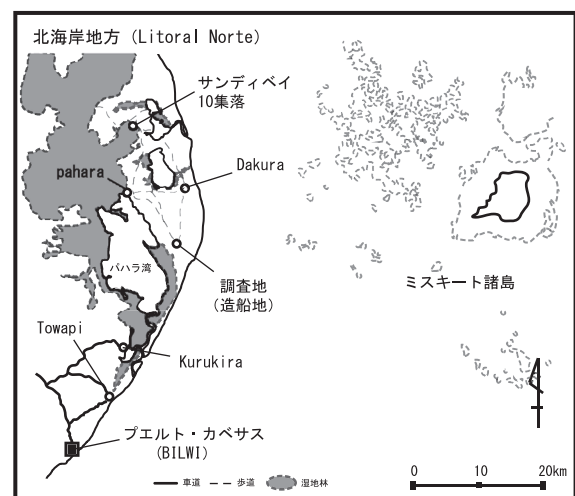 北海岸地方 (Litoral Norte)
サンディベイ
10集落
pahara
Dakura
パハラ湾
調査地
(造船地)
ミスキート諸島
Towapi
Kurukira
プエルト・カベサス
(BILWI)
車道
歩道
湿地林
0 10 20km